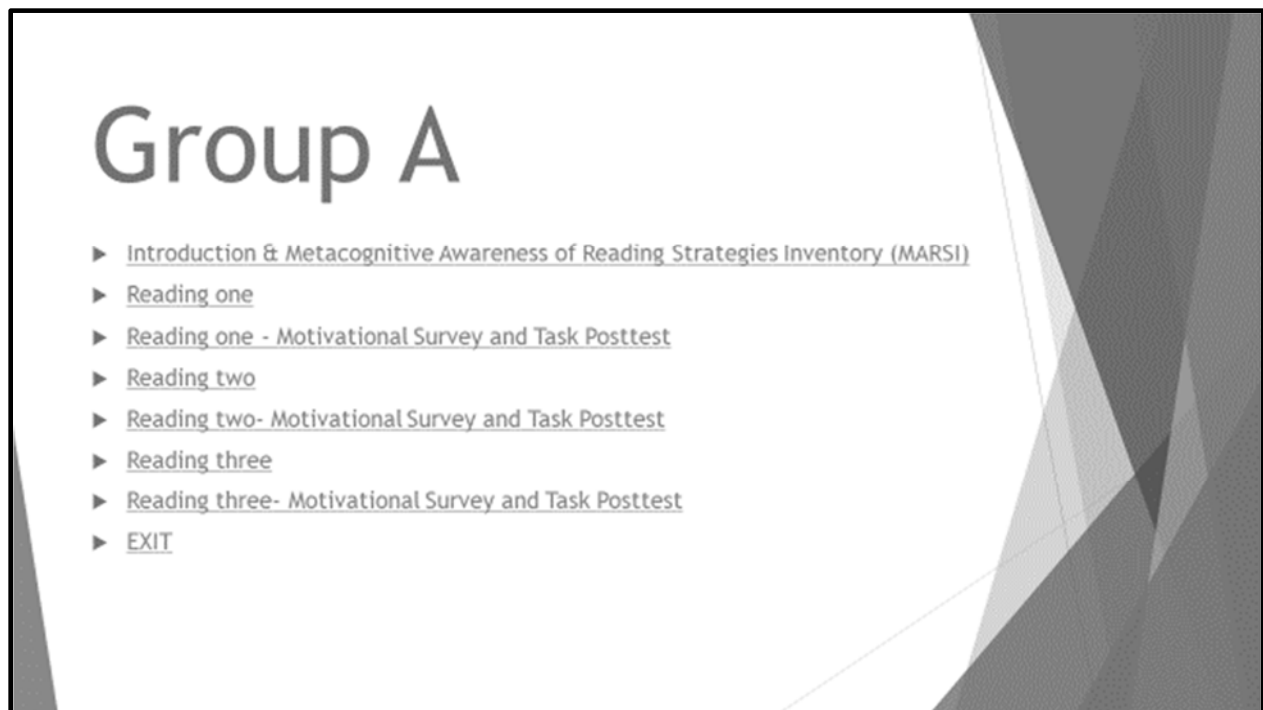 Group A
Introduction & Metacognitive Awareness of Reading Strategies Inventory (MARSI)
Reading one
Reading one - Motivational Survey and Task Posttest
Reading two
Reading two- Motivational Survey and Task Posttest
Reading three
Reading three- Motivational Survey and Task Posttest
EXIT